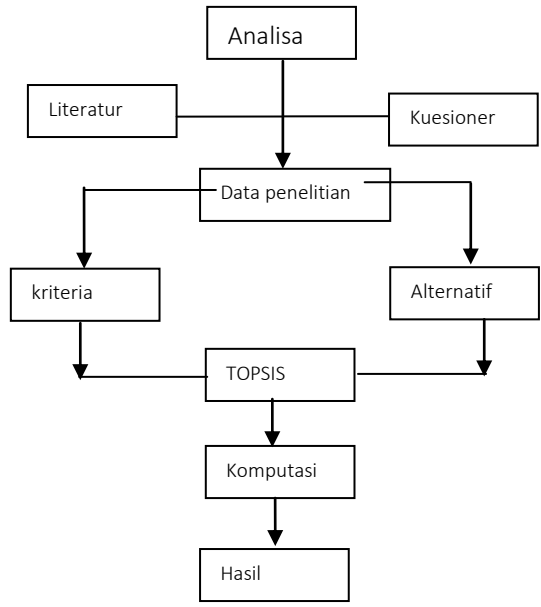 Analisa
Literatur
Kuesioner
Data penelitian
kriteria
Alternatif
TOPSIS
Komputasi
Hasil